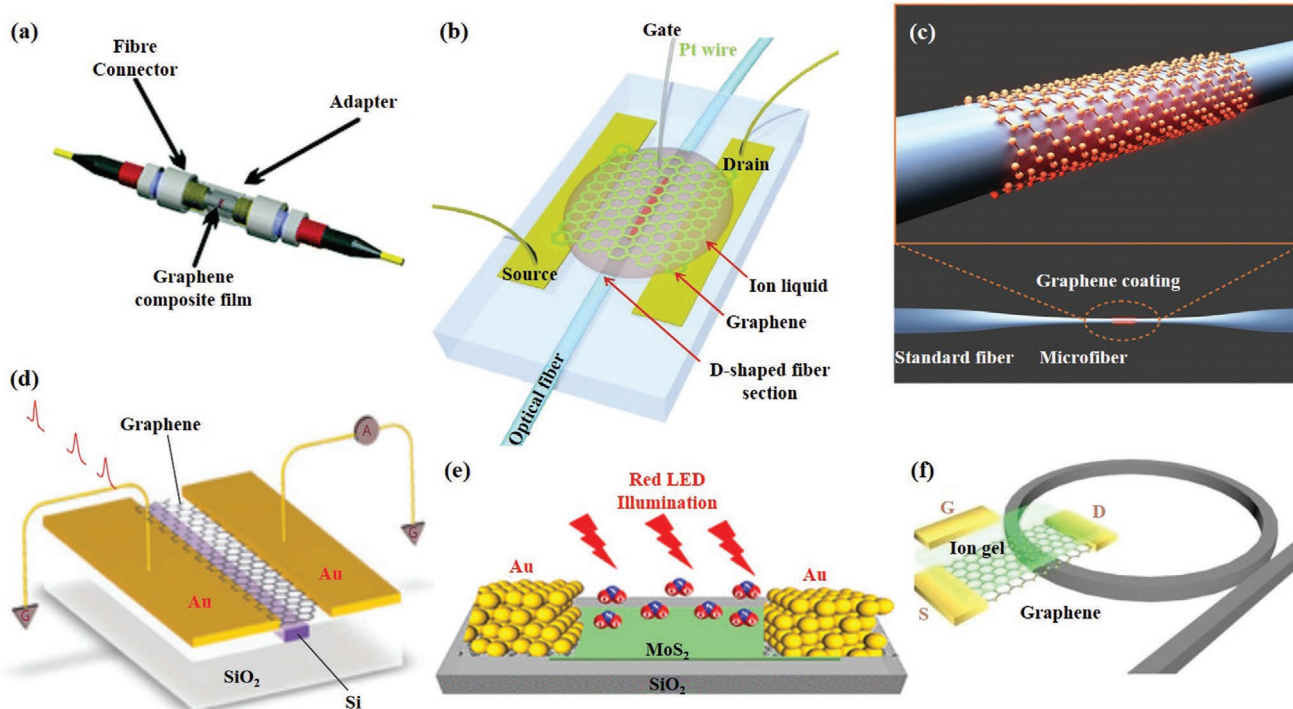 (a)
Fibre
Connector
Adapter
Graphene
composite film
(b)
Gate
Pt wire
Drain
Source
Ion liquid
Graphene
D-shaped fiber
section
Optical fiber
(c)
Graphene coating
Standard fiber
Microfiber
(d)
Graphene
A
G
Au
Au
G
SiO2
Si
(e)
Red LED
Illumination
Au
Au
MoS2
SiO2
(f)
G
D
Ion gel
S
Graphene